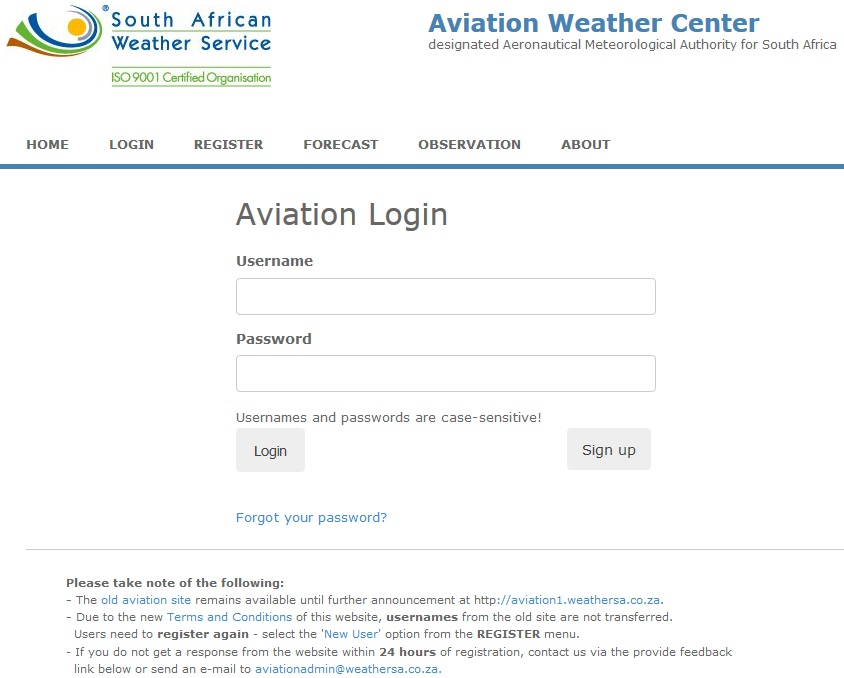 ®
South African
Weather Service
ISO 9001 Certified Organisation
Aviation Weather Center
designated Aeronautical Meteorological Authority for South Africa
HOME LOGIN REGISTER FORECAST OBSERVATION ABOUT
Aviation Login
Username
Password
Usernames and passwords are case-sensitive!
Login Sign up
Forgot your password?
Please take note of the following:
- The old aviation site remains available until further announcement at http://aviation1.weathersa.co.za.
- Due to the new Terms and Conditions of this website, usernames from the old site are not transferred.
Users need to register again - select the 'New User' option from the REGISTER menu.
- If you do not get a response from the website within 24 hours of registration, contact us via the provide feedback
link below or send an e-mail to aviationadmin@weathersa.co.za.